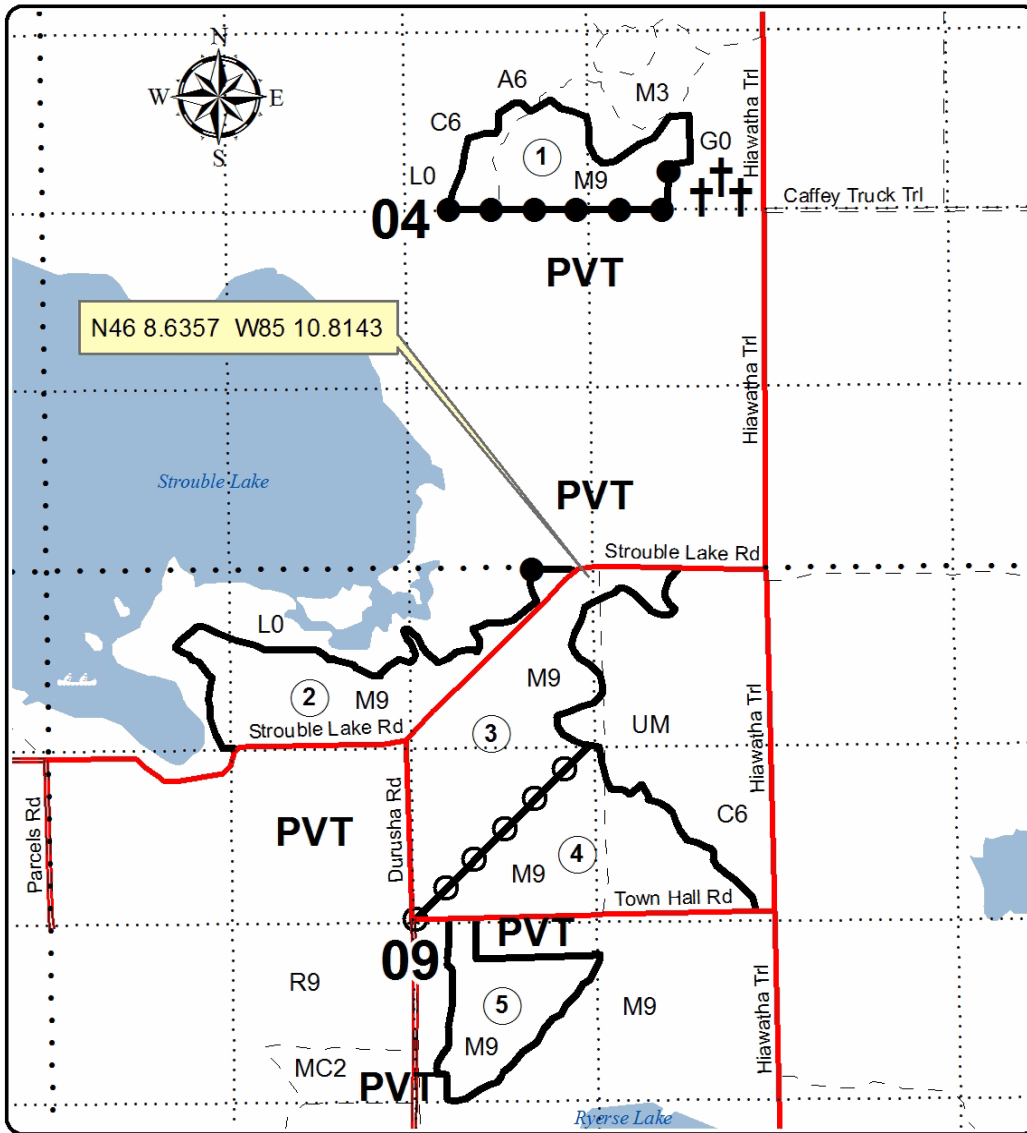 N
W E
S
A6
M3
C6
G0
1
L0
M9
Hiawatha Trl
04
Caffey Truck Trl
PVT
N46 8.6357 W85 10.8143
Hiawatha Trl
Strouble Lake
PVT
Strouble Lake Rd
L0
2
M9
M9
3
Strouble Lake Rd
UM
Hiawatha Trl
Parcels Rd
PVT
Durusha Rd
C6
4
M9
Town Hall Rd
PVT
09
R9
5
M9
M9
Hiawatha Trl
MC2
PVT
Ryerse Lake